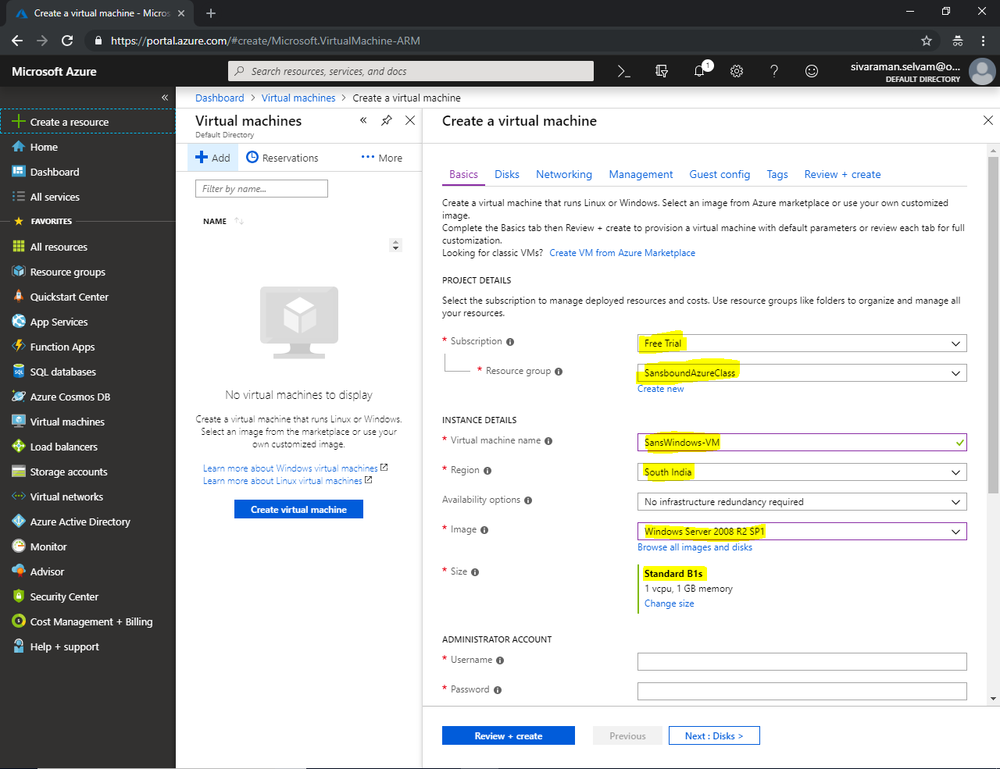 Create a virtual machine - Micros
https://portal.azure.com/#create/Microsoft.VirtualMachine-ARM
Microsoft Azure
Search resources, services, and docs
1
sivaraman.selvam@o...
DEFAULT DIRECTORY
Create a resource
Home
Dashboard
All services
FAVORITES
All resources
Resource groups
Quickstart Center
App Services
Function Apps
SQL databases
Azure Cosmos DB
Virtual machines
Load balancers
Storage accounts
Virtual networks
Azure Active Directory
Monitor
Advisor
Security Center
Cost Management + Billing
Help + support
Dashboard > Virtual machines > Create a virtual machine
Virtual machines
Default Directory
Add
Reservations
More
Filter by name...
NAME
No virtual machines to display
Create a virtual machine that runs Linux or Windows.
Select an image from the marketplace or use your
own customized image.
Learn more about Windows virtual machines
Learn more about Linux virtual machines
Create virtual machine
Create a virtual machine
Basics Disks Networking Management Guest config Tags Review + create
Create a virtual machine that runs Linux or Windows. Select an image from Azure marketplace or use your own customized
image.
Complete the Basics tab then Review + create to provision a virtual machine with default parameters or review each tab for full
customization.
Looking for classic VMs? Create VM from Azure Marketplace
PROJECT DETAILS
Select the subscription to manage deployed resources and costs. Use resource groups like folders to organize and manage all
your resources.
* Subscription
Free Trial
* Resource group
SansboundAzureClass
Create new
INSTANCE DETAILS
* Virtual machine name
SansWindows-VM
* Region
South India
Availability options
No infrastructure redundancy required
* Image
Windows Server 2008 R2 SP1
Browse all images and disks
* Size
Standard B1s
1 vcpu, 1 GB memory
Change size
ADMINISTRATOR ACCOUNT
* Username
* Password
Review + create
Previous
Next : Disks >